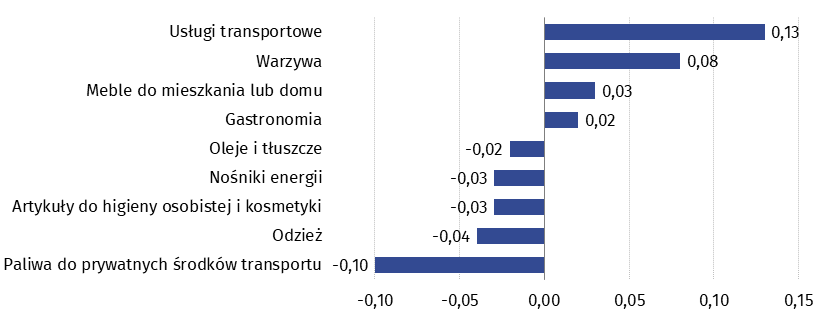 Usługi transportowe 0,13
Warzywa 0,08
Meble do mieszkania lub domu 0,03
Gastronomia 0,02
Oleje i tłuszcze -0,02
Nośniki energii -0,03
Artykuły do higieny osobistej i kosmetyki -0,03
Odzież -0,04
Paliwa do prywatnych środków transportu -0,10
-0,10 -0,05 0,00 0,05 0,10 0,15